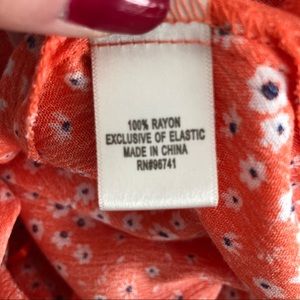 100% RAYON
EXCLUSIVE OF ELASTIC
MADE IN CHINA
RN#96741